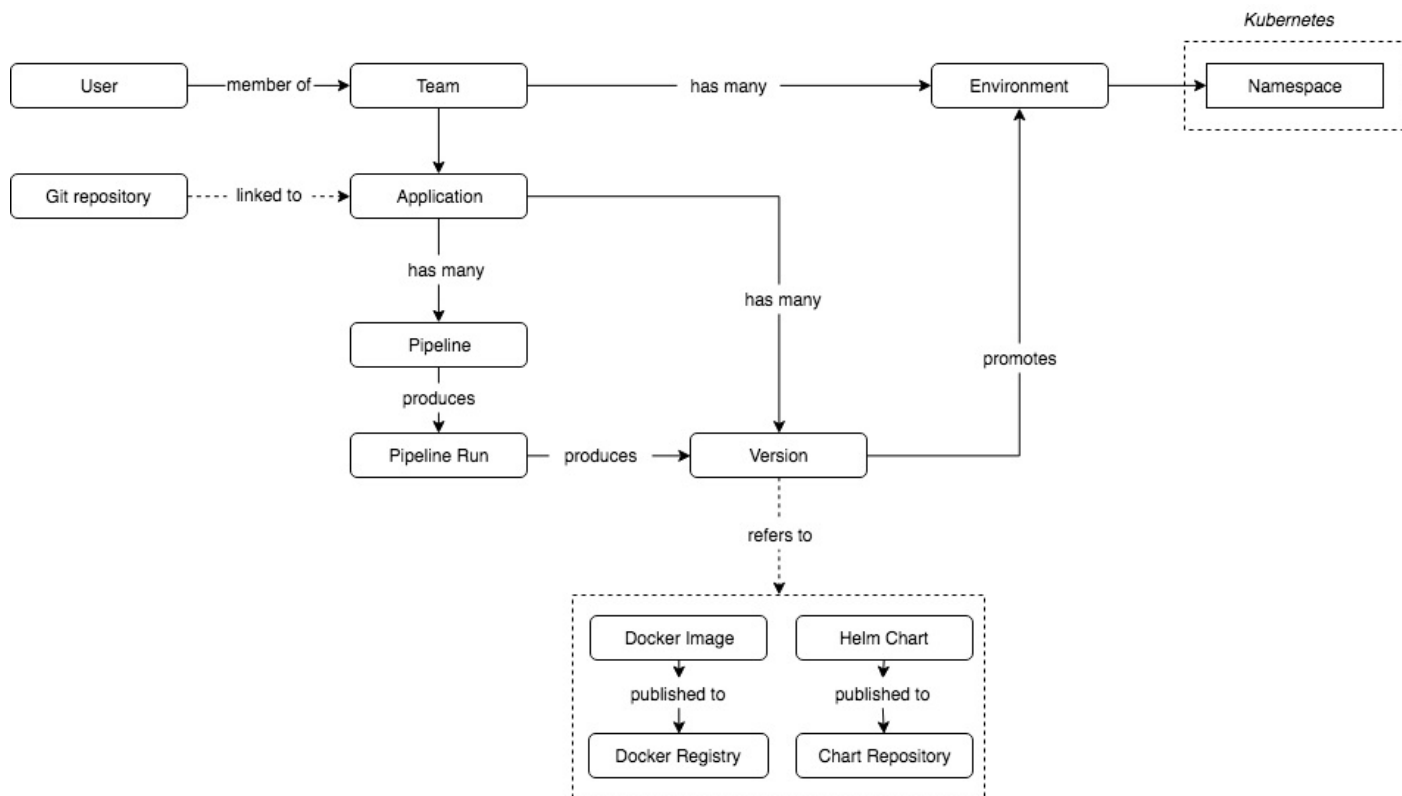 Kubernetes
User
member of
Team
has many
Environment
Namespace
Git repository
linked to
Application
has many
has many
Pipeline
promotes
produces
Pipeline Run
produces
Version
refers to
Docker Image
Helm Chart
published to
published to
Docker Registry
Chart Repository